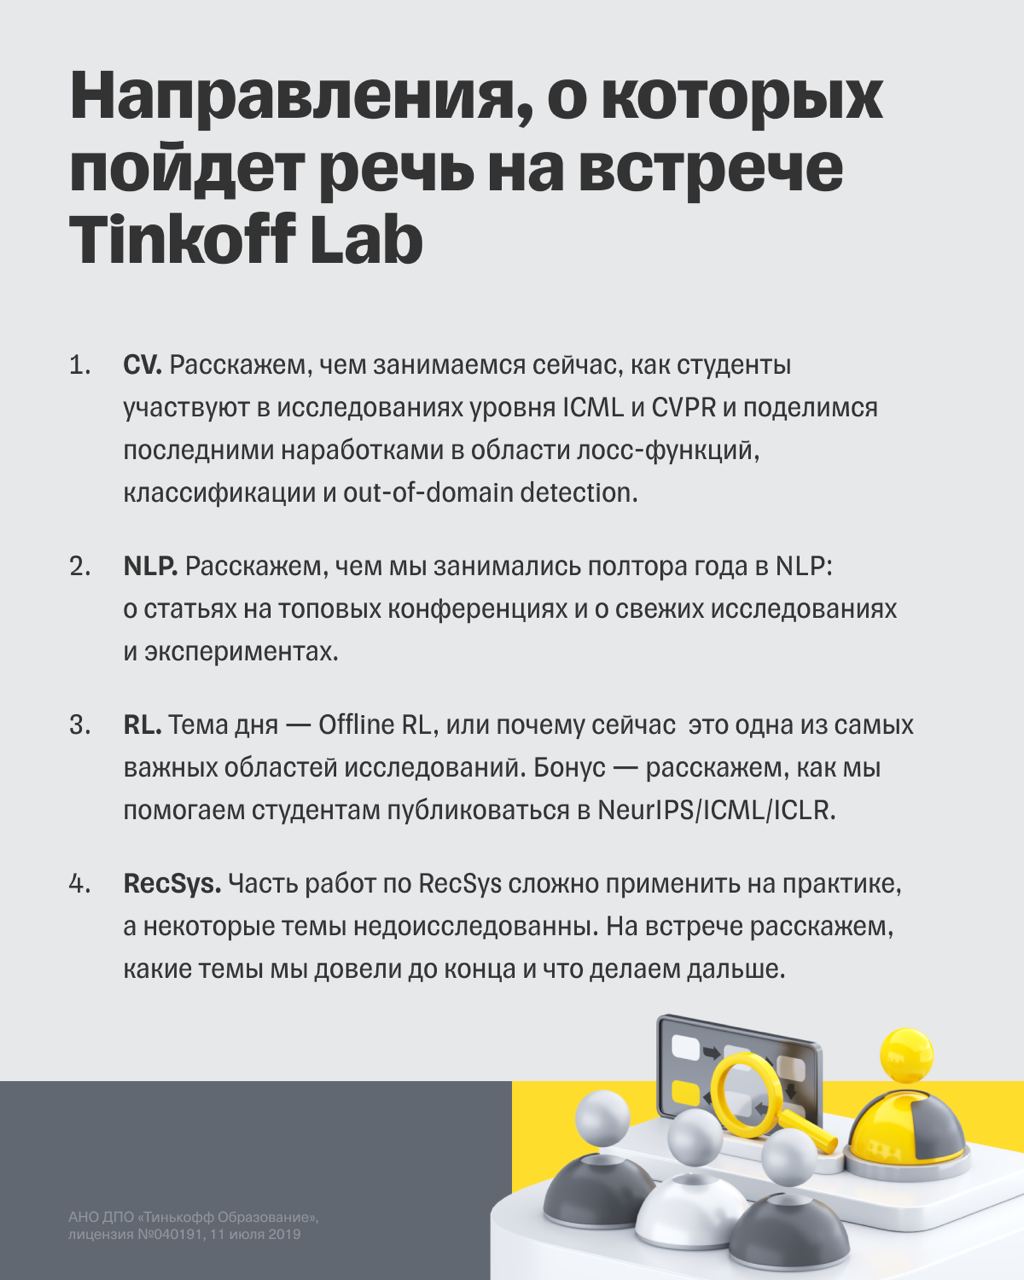 Направления, о которых
пойдет речь на встрече
Tinkoff Lab
1. CV. Расскажем, чем занимаемся сейчас, как студенты
участвуют в исследованиях уровня ICML и CVPR и поделимся
последними наработками в области лосс-функций,
классификации и out-of-domain detection.
2. NLP. Расскажем, чем мы занимались полтора года в NLP:
о статьях на топовых конференциях и о свежих исследованиях
и экспериментах.
3. RL. Тема дня — Offline RL, или почему сейчас  это одна из самых
важных областей исследований. Бонус — расскажем, как мы
помогаем студентам публиковаться в NeurIPS/ICML/ICLR.
4. RecSys. Часть работ по RecSys сложно применить на практике,
а некоторые темы недоисследованны. На встрече расскажем,
какие темы мы довели до конца и что делаем дальше.
АНО ДПО «Тинькофф Образование»,
лицензия №040191, 11 июля 2019